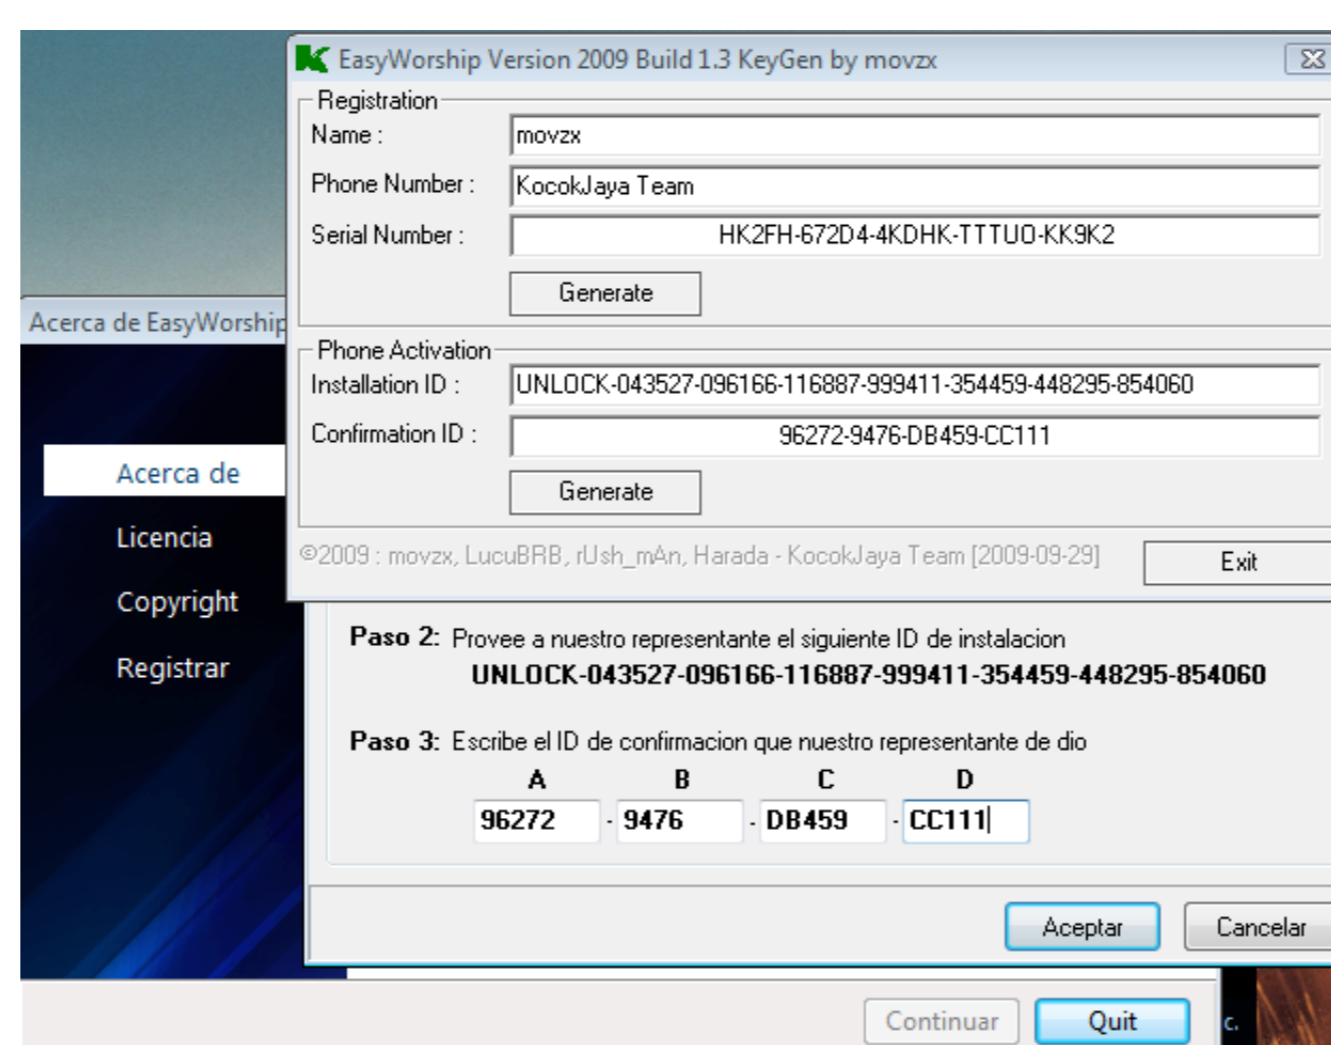 EasyWorship Version 2009 Build 1.3 KeyGen by movzx
Registration
Name :
movzx
Phone Number :
KocokJaya Team
Serial Number :
HK2FH-672D4-4KDHK-TTTUO-KK9K2
Generate
Phone Activation
Installation ID :
UNLOCK-043527-096166-116887-999411-354459-448295-854060
Confirmation ID :
96272-9476-DB459-CC111
Generate
©2009 : movzx, LucuBRB, rUsh_mAn, Harada - KocokJaya Team [2009-09-29]
Exit
Acerca de EasyWorship
Acerca de
Licencia
Copyright
Registrar
Paso 2: Provee a nuestro representante el siguiente ID de instalacion
UNLOCK-043527-096166-116887-999411-354459-448295-854060
Paso 3: Escribe el ID de confirmacion que nuestro representante de dio
A B C D
96272 - 9476 - DB459 - CC111
Aceptar
Cancelar
Continuar
Quit
c.